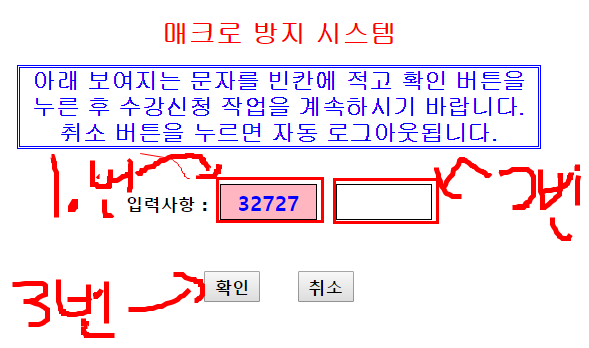 매크로 방지 시스템
아래 보여지는 문자를 빈칸에 적고 확인 버튼을
누른 후 수강신청 작업을 계속하시기 바랍니다.
취소 버튼을 누르면 자동 로그아웃됩니다.
1.번
입력사항 : 32727
2번
3번
확인 취소